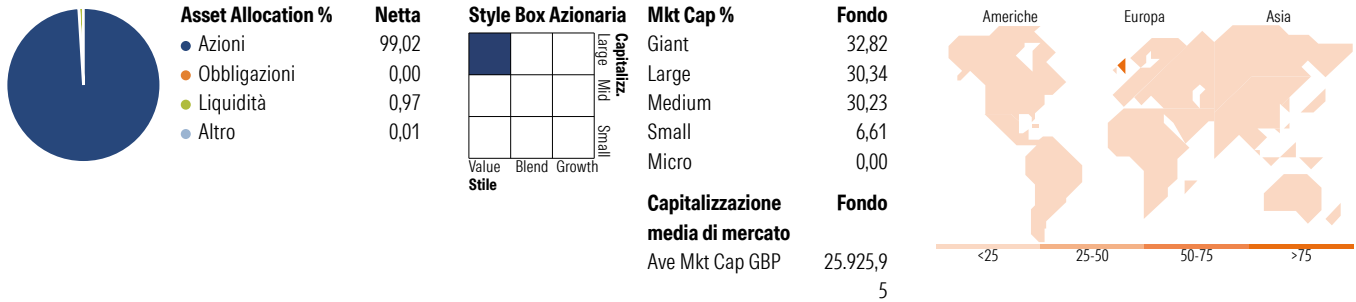 Asset Allocation % Netta
Azioni 99,02
Obbligazioni 0,00
Liquidità 0,97
Altro 0,01
Style Box Azionaria
Large
Mid
Small
Capitalizz.
Value Blend Growth
Stile
Mkt Cap % Fondo
Giant 32,82
Large 30,34
Medium 30,23
Small 6,61
Micro 0,00
Capitalizzazione Fondo
media di mercato
Ave Mkt Cap GBP 25.925,9
5
Americhe Europa Asia
<25 25-50 50-75 >75